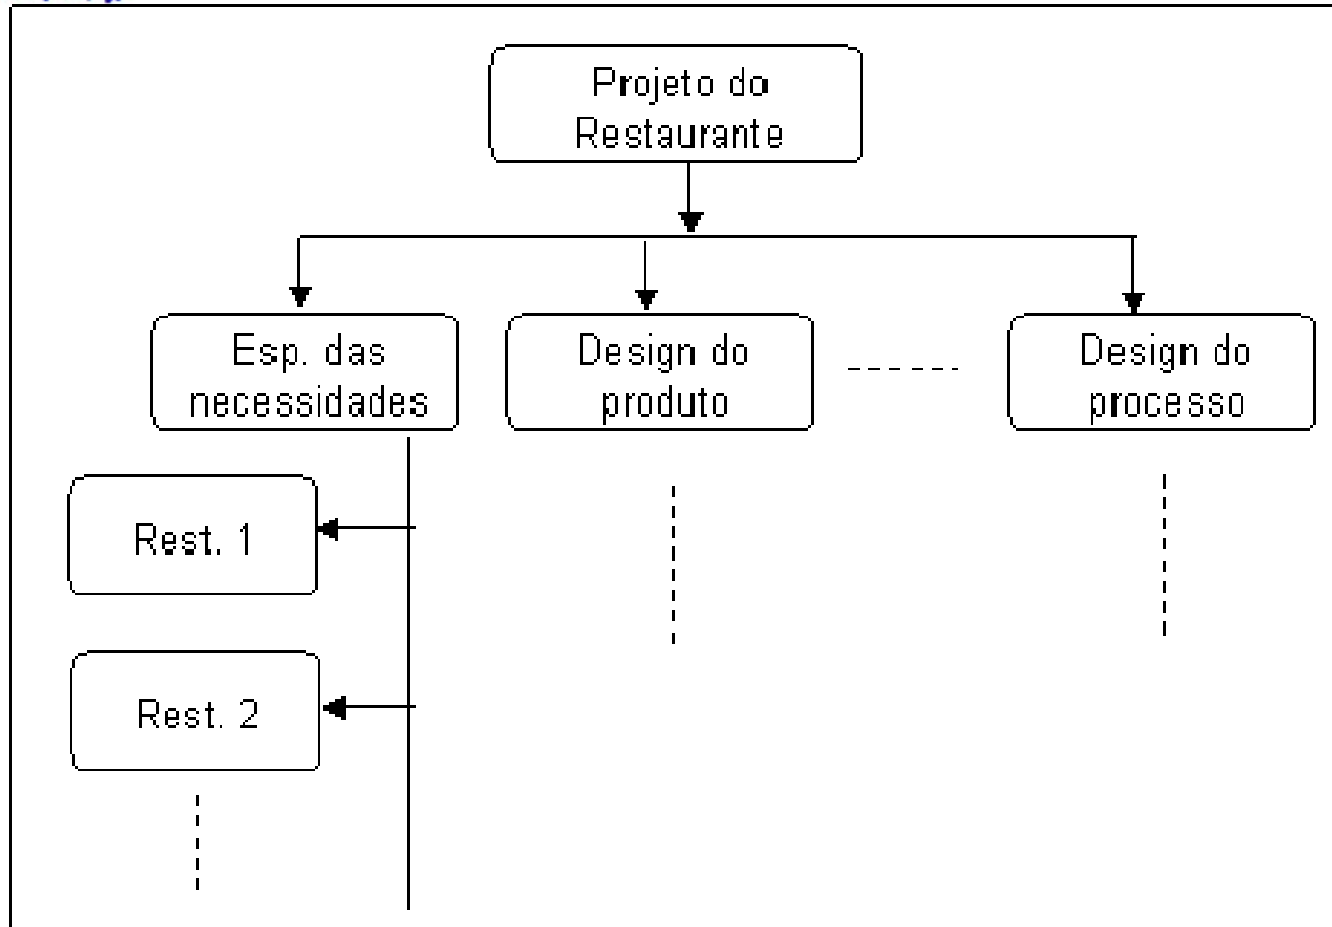 Projeto do
Restaurante
Esp. das
necessidades
Design do
produto
Design do
processo
Rest. 1
Rest. 2